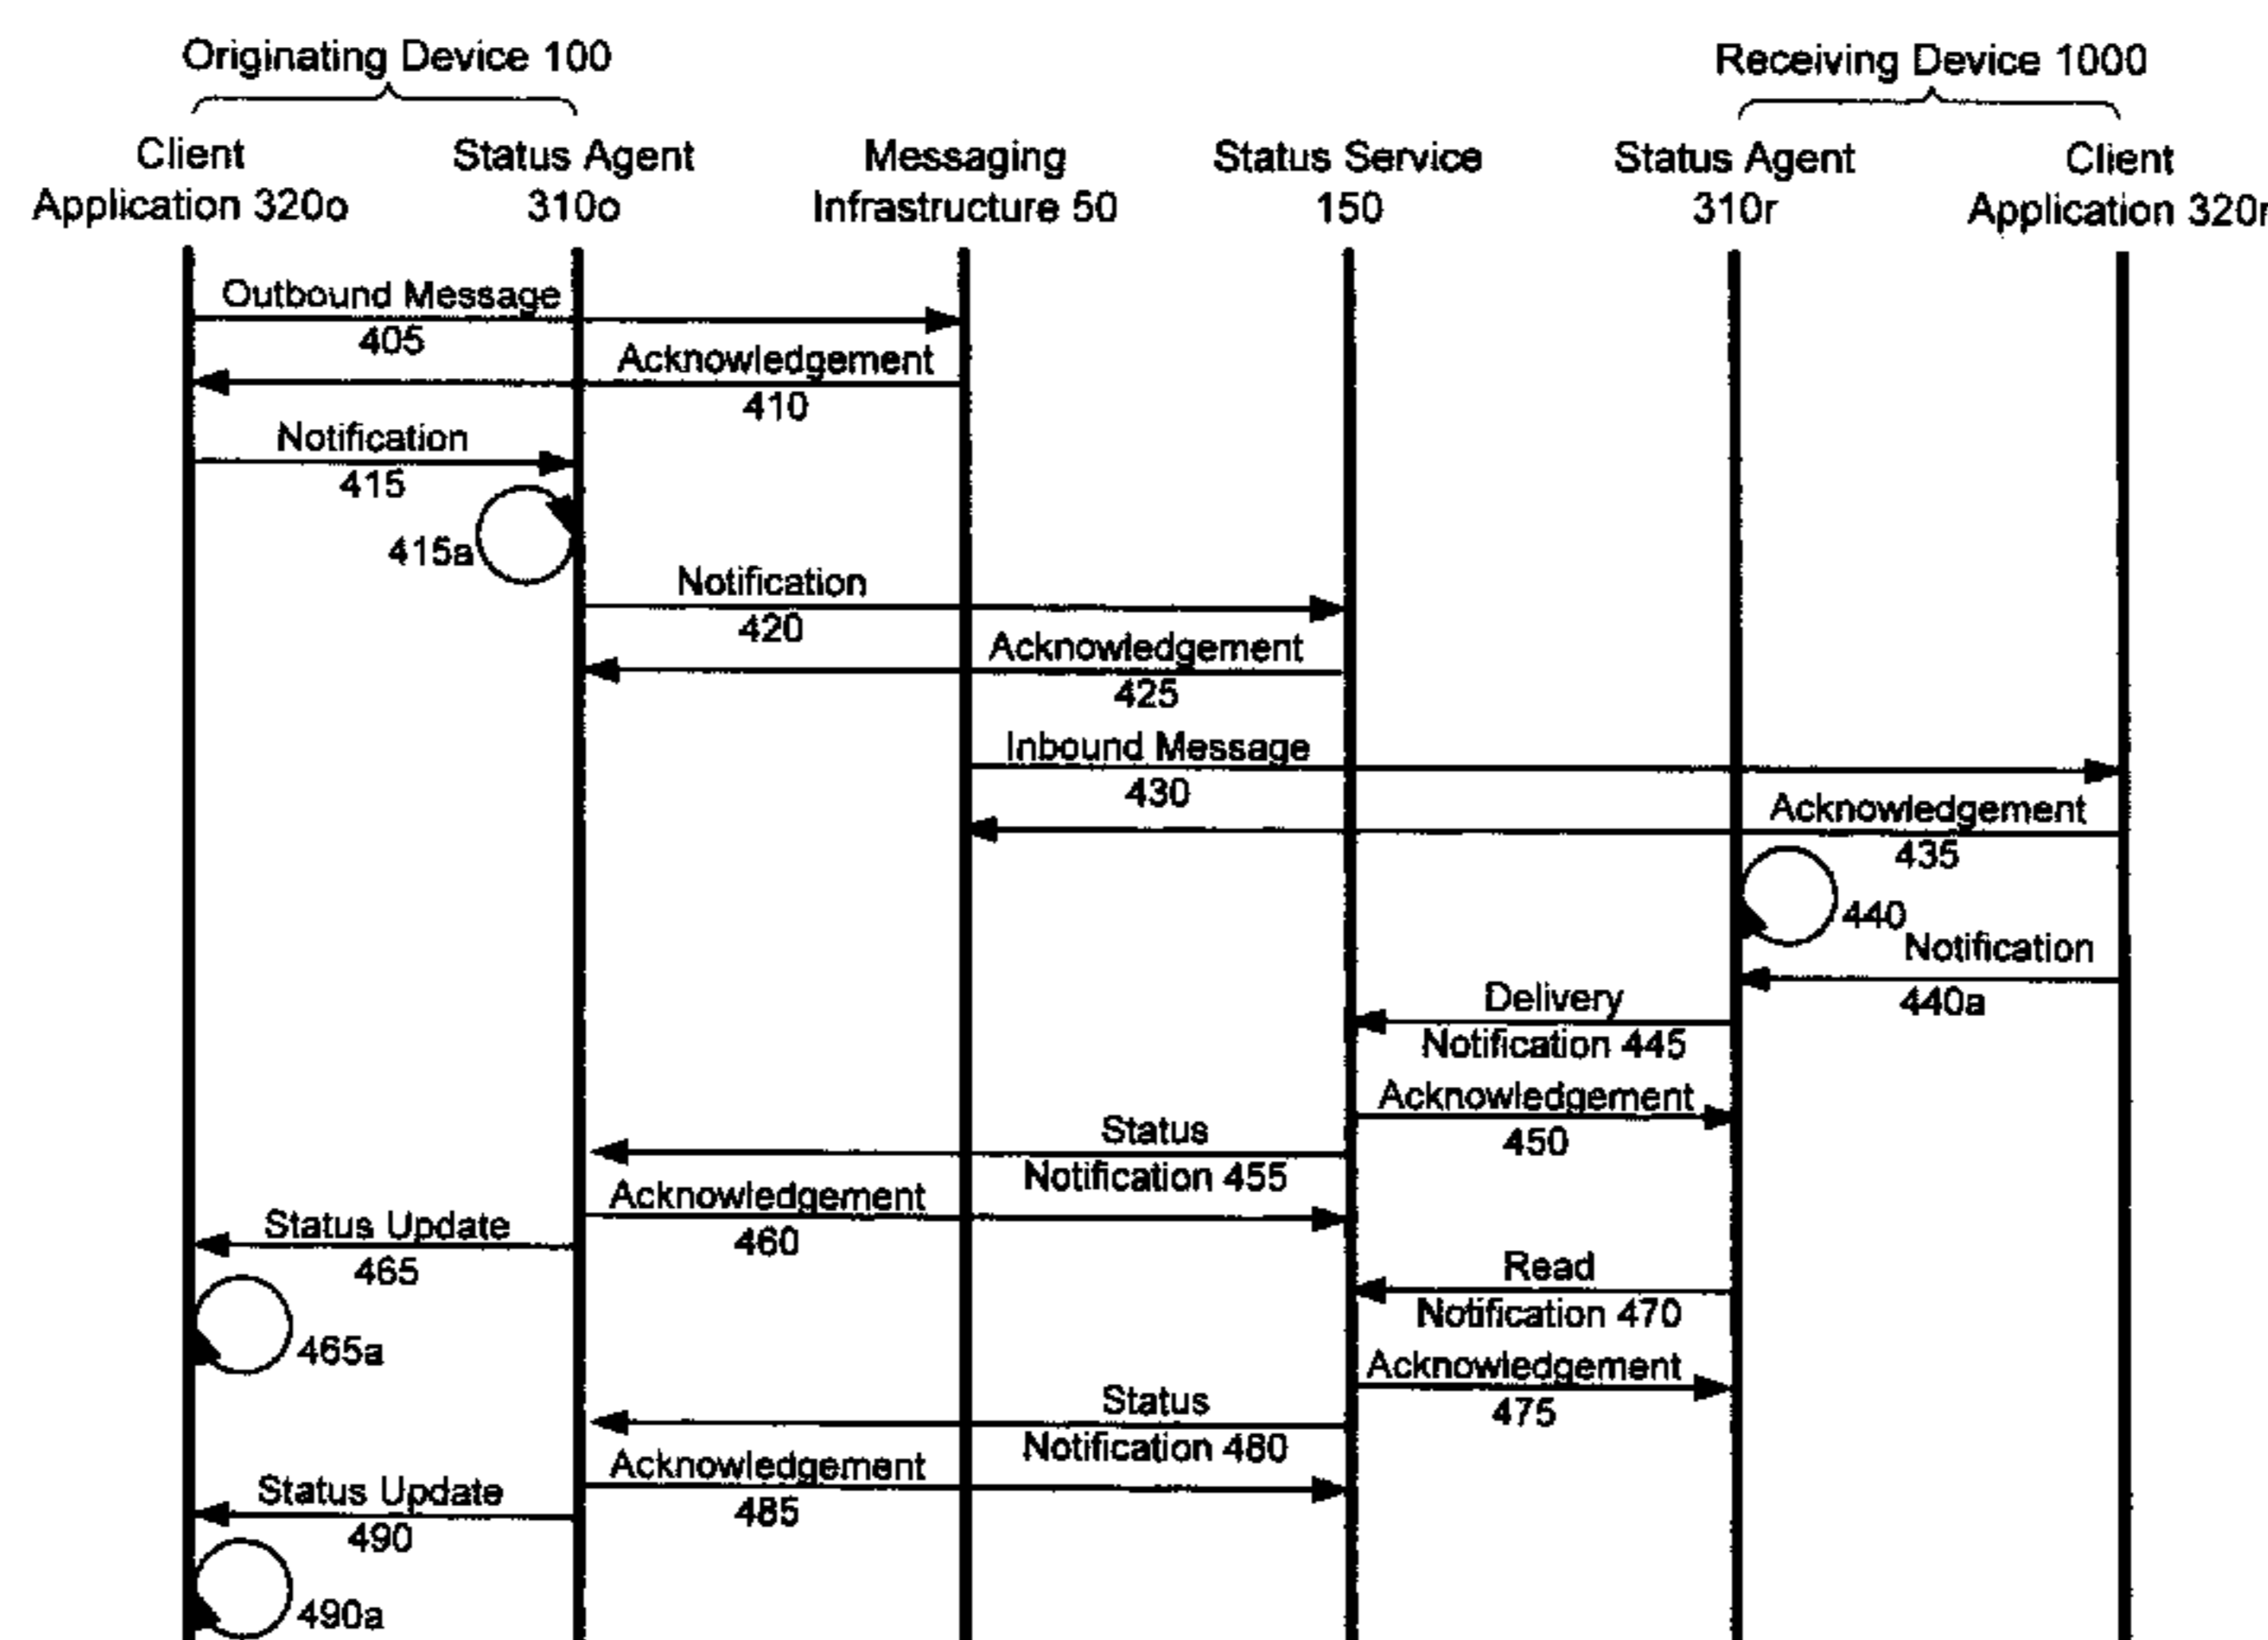 Originating Device 100
Receiving Device 1000
Client
Application 320o
Status Agent
310o
Messaging
Infrastructure 50
Status Service
150
Status Agent
310r
Client
Application 320r
Outbound Message
405
Acknowledgement
410
Notification
415
415a
Notification
420
Acknowledgement
425
Inbound Message
430
Acknowledgement
435
440
Notification
440a
Delivery
Notification 445
Acknowledgement
450
Status
Notification 455
Acknowledgement
460
Status Update
465
465a
Read
Notification 470
Acknowledgement
475
Status
Notification 480
Acknowledgement
485
Status Update
490
490a